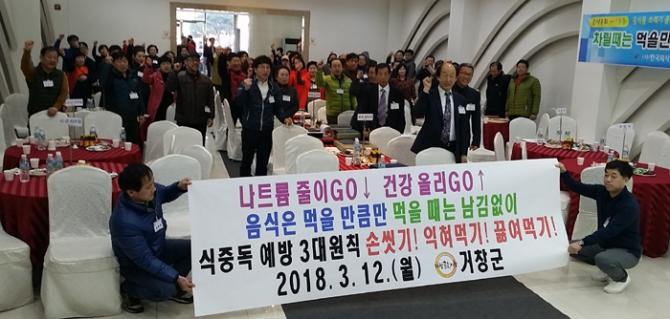 차릴때는 먹을만
나트륨 줄이GO↓ 건강 올리GO↑
음식은 먹을 만큼만 먹을 때는 남김없이
식중독 예방 3대원칙 손씻기! 익혀먹기! 끓여먹기!
2018. 3. 12.(월) 거창군